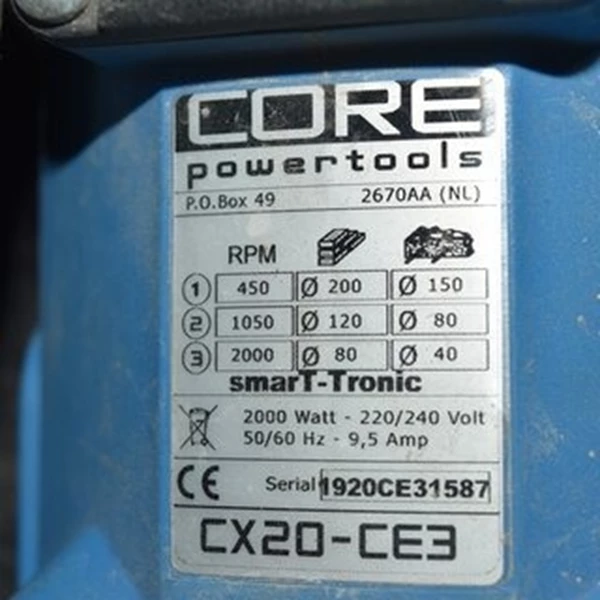 CORE
powertools
P.O.Box 49 2670AA (NL)
RPM
1 450 Ø 200 Ø 150
2 1050 Ø 120 Ø 80
3 2000 Ø 80 Ø 40
smarT-Tronic
2000 Watt - 220/240 Volt
50/60 Hz - 9,5 Amp
CE Serial 1920CE31587
CX20-CE3